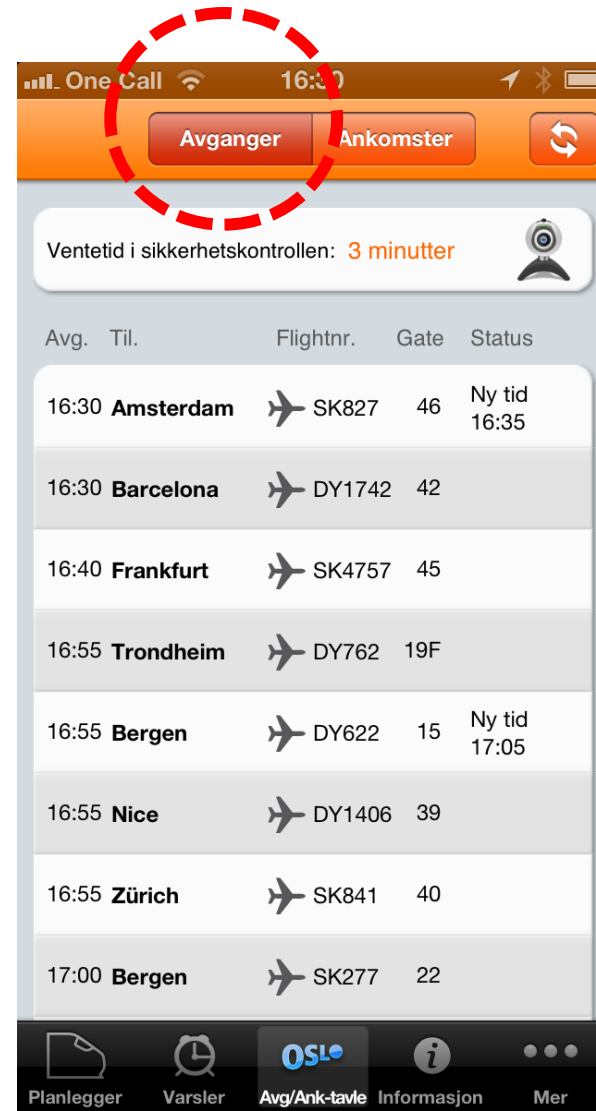 One Call 16:30
Avganger Ankomster
Ventetid i sikkerhetskontrollen: 3 minutter
Avg. Til. Flightnr. Gate Status
16:30 Amsterdam SK827 46 Ny tid
16:35
16:30 Barcelona DY1742 42
16:40 Frankfurt SK4757 45
16:55 Trondheim DY762 19F
16:55 Bergen DY622 15 Ny tid
17:05
16:55 Nice DY1406 39
16:55 Zürich SK841 40
17:00 Bergen SK277 22
OSL
Planlegger Varsler Avg/Ank-tavle Informasjon Mer